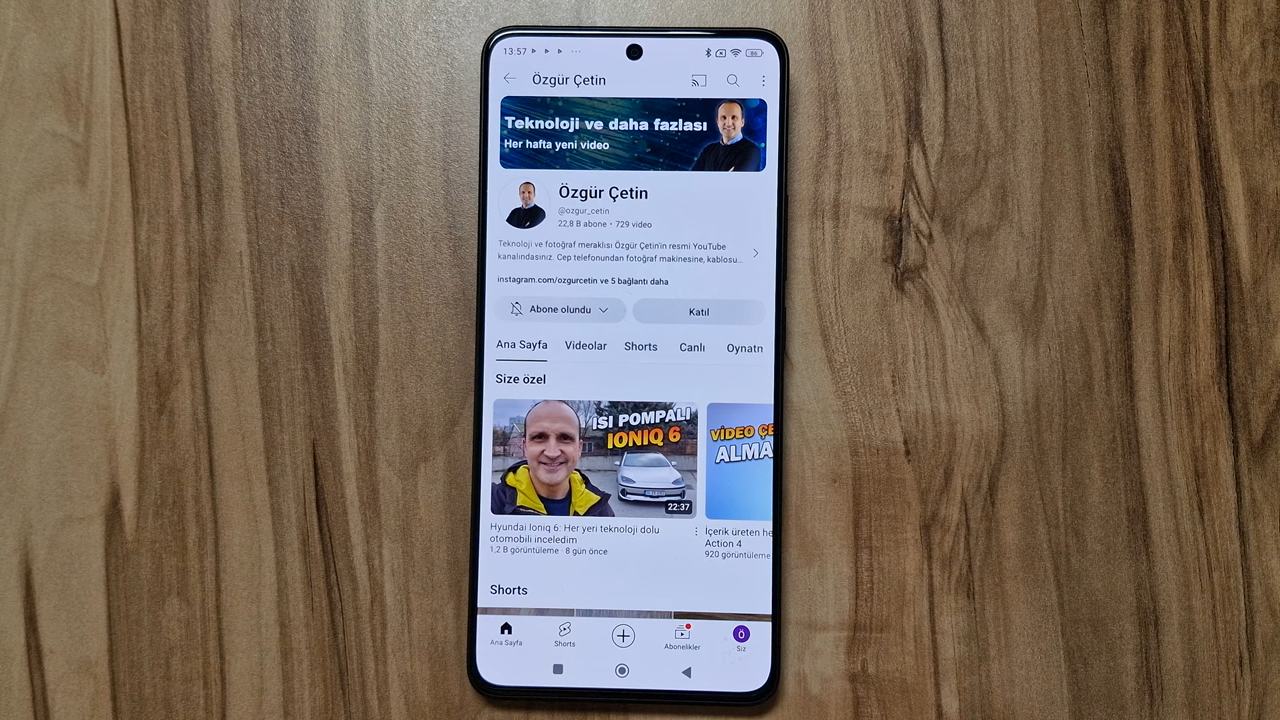 13:57
86
Özgür Çetin
Teknoloji ve daha fazlası
Her hafta yeni video
Özgür Çetin
@ozgur_cetin
22,8 B abone • 729 video
Teknoloji ve fotoğraf meraklısı Özgür Çetin'in resmi YouTube
kanalındasınız. Cep telefonundan fotoğraf makinesine, kablosu...
instagram.com/ozgurcetin ve 5 bağlantı daha
Abone olundu
Katıl
Ana Sayfa Videolar Shorts Canlı Oynatm
Size özel
ISI POMPALI
IONIQ 6
22:37
VİDEO ÇE
ALMA
Hyundai Ioniq 6: Her yeri teknoloji dolu
otomobili inceledim
1,2 B görüntüleme · 8 gün önce
İçerik üreten he
Action 4
920 görüntüleme
Shorts
Ana Sayfa Shorts Abonelikler Ö Siz